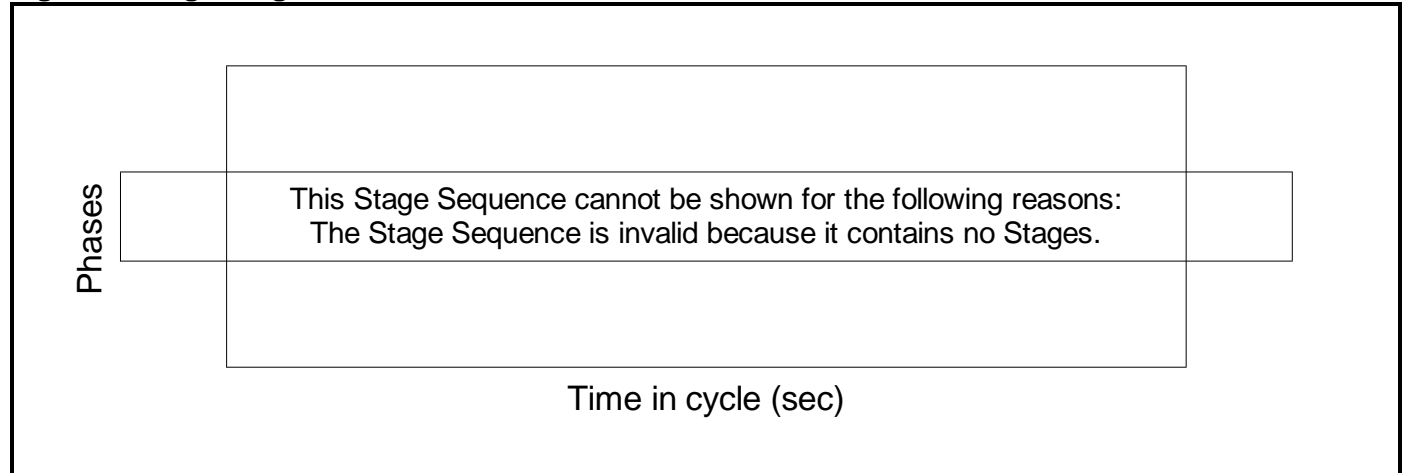 Phases
This Stage Sequence cannot be shown for the following reasons:
The Stage Sequence is invalid because it contains no Stages.
Time in cycle (sec)